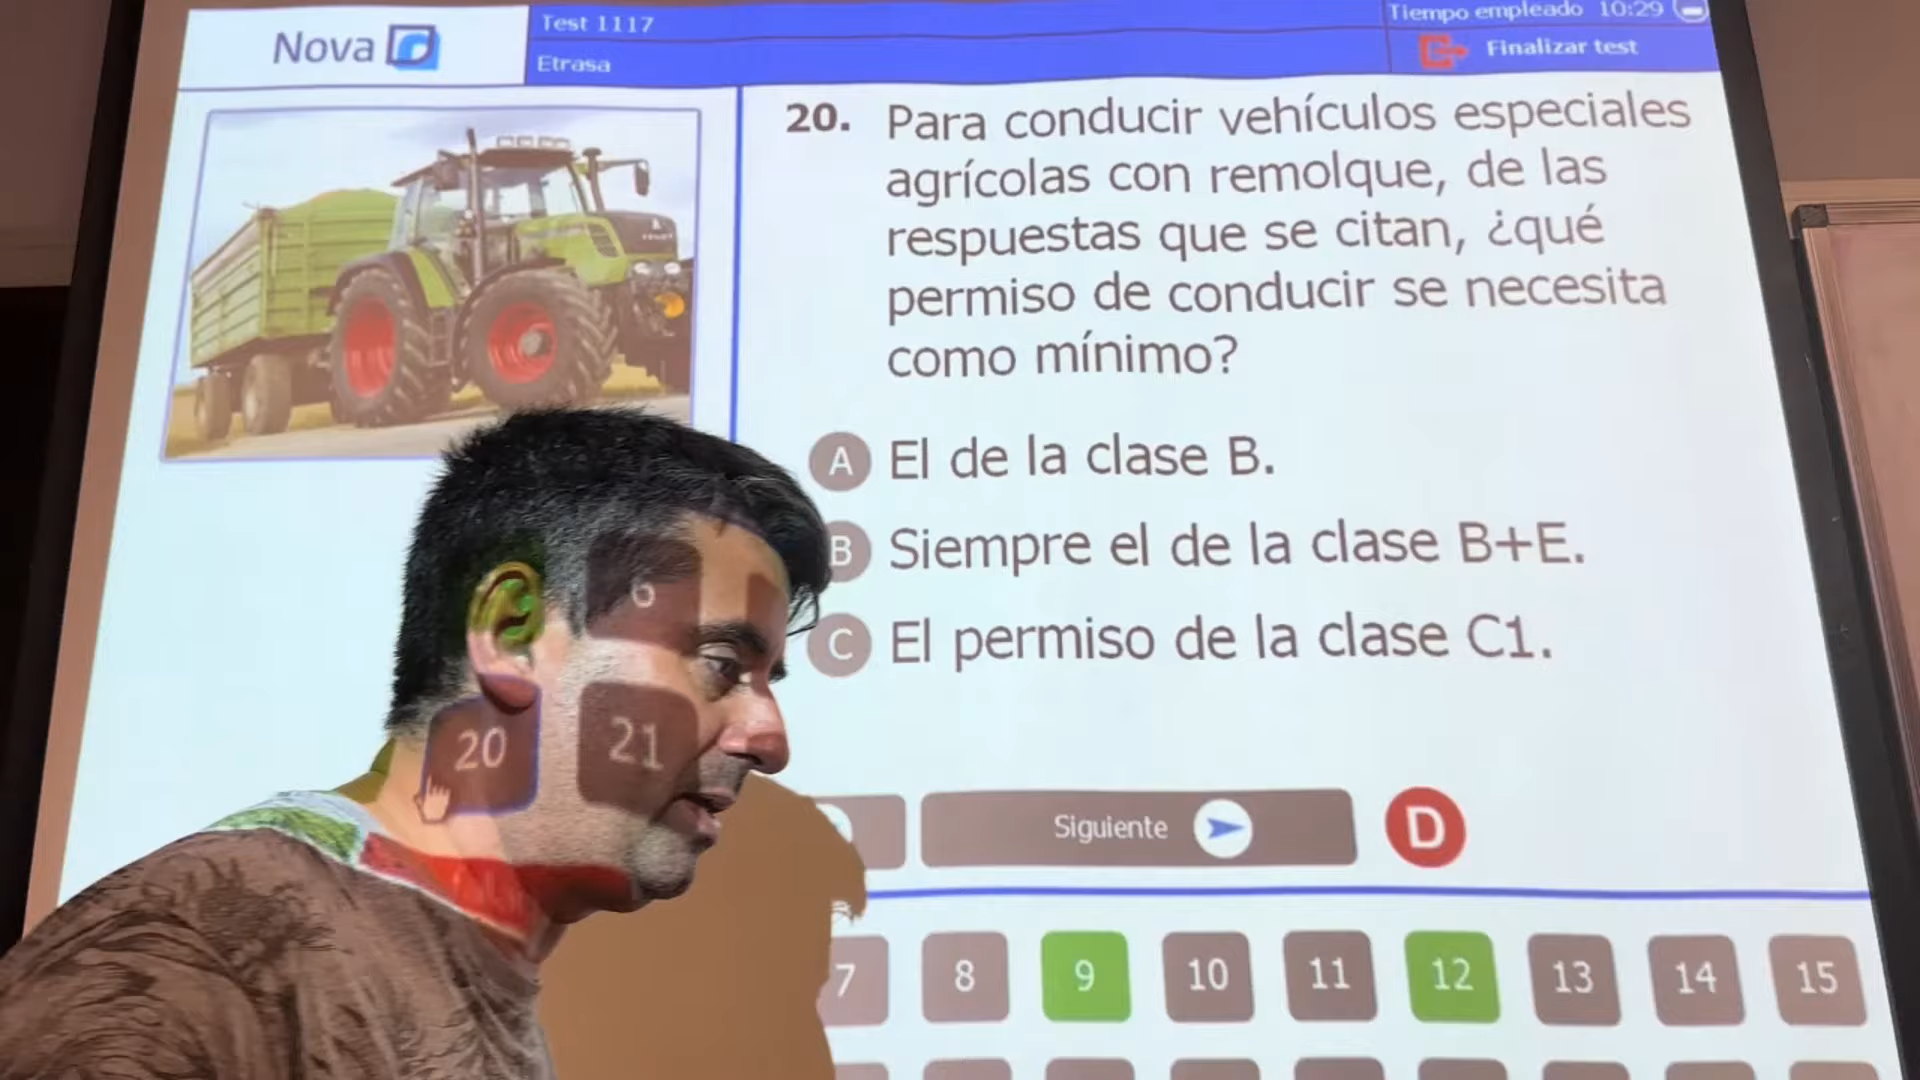 Nova
Test 1117
Etrasa
Tiempo empleado 10:29
Finalizar test
20. Para conducir vehículos especiales
agrícolas con remolque, de las
respuestas que se citan, ¿qué
permiso de conducir se necesita
como mínimo?
A El de la clase B.
B Siempre el de la clase B+E.
C El permiso de la clase C1.
6
20
21
Siguiente
D
7 8 9 10 11 12 13 14 15